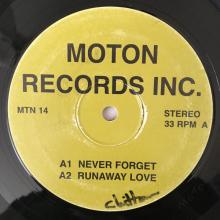 MOTON
RECORDS INC.
MTN 14
STEREO
33 RPM A
A1 NEVER FORGET
A2 RUNAWAY LOVE